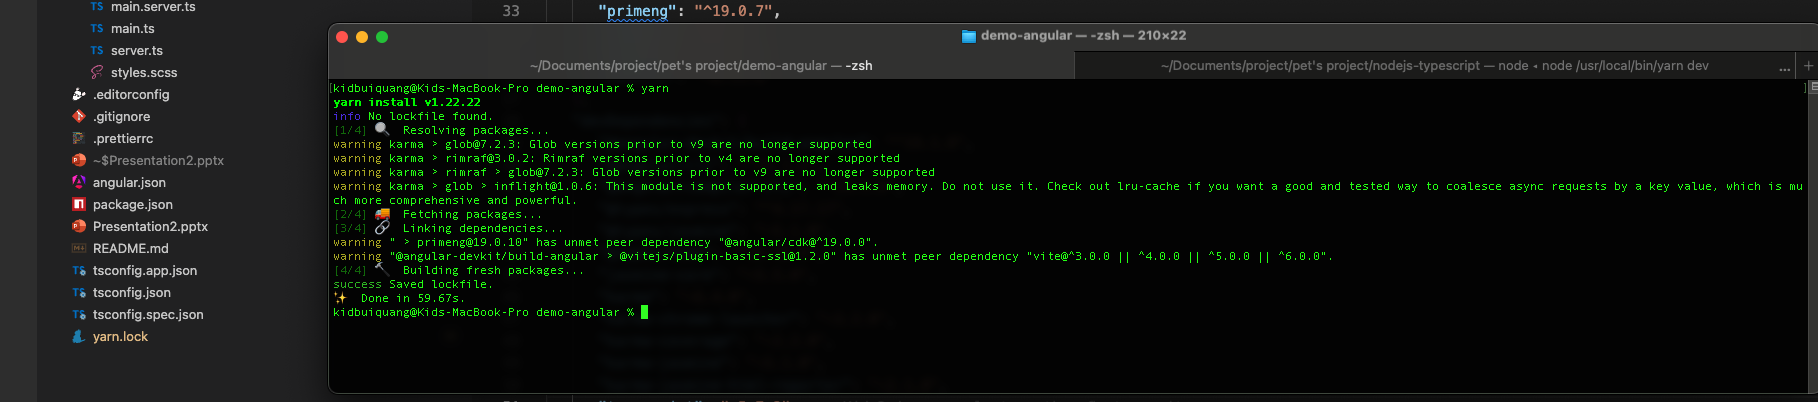 TS main.server.ts
TS main.ts
TS server.ts
styles.scss
.editorconfig
.gitignore
.prettierrc
~$Presentation2.pptx
angular.json
package.json
Presentation2.pptx
README.md
tsconfig.app.json
tsconfig.json
tsconfig.spec.json
yarn.lock
33 "primeng": "^19.0.7",
demo-angular — -zsh — 210×22
~/Documents/project/pet's project/demo-angular — -zsh
~/Documents/project/pet's project/nodejs-typescript — node ◂ node /usr/local/bin/yarn dev ... +
[kidbuiquang@Kids-MacBook-Pro demo-angular % yarn ]
yarn install v1.22.22
info No lockfile found.
[1/4] 🔍 Resolving packages...
warning karma > glob@7.2.3: Glob versions prior to v9 are no longer supported
warning karma > rimraf@3.0.2: Rimraf versions prior to v4 are no longer supported
warning karma > rimraf > glob@7.2.3: Glob versions prior to v9 are no longer supported
warning karma > glob > inflight@1.0.6: This module is not supported, and leaks memory. Do not use it. Check out lru-cache if you want a good and tested way to coalesce async requests by a key value, which is mu
ch more comprehensive and powerful.
[2/4] 🚚 Fetching packages...
[3/4] 🔗 Linking dependencies...
warning " > primeng@19.0.10" has unmet peer dependency "@angular/cdk@^19.0.0".
warning "@angular-devkit/build-angular > @vitejs/plugin-basic-ssl@1.2.0" has unmet peer dependency "vite@^3.0.0 || ^4.0.0 || ^5.0.0 || ^6.0.0".
[4/4] 🔨 Building fresh packages...
success Saved lockfile.
✨ Done in 59.67s.
kidbuiquang@Kids-MacBook-Pro demo-angular %